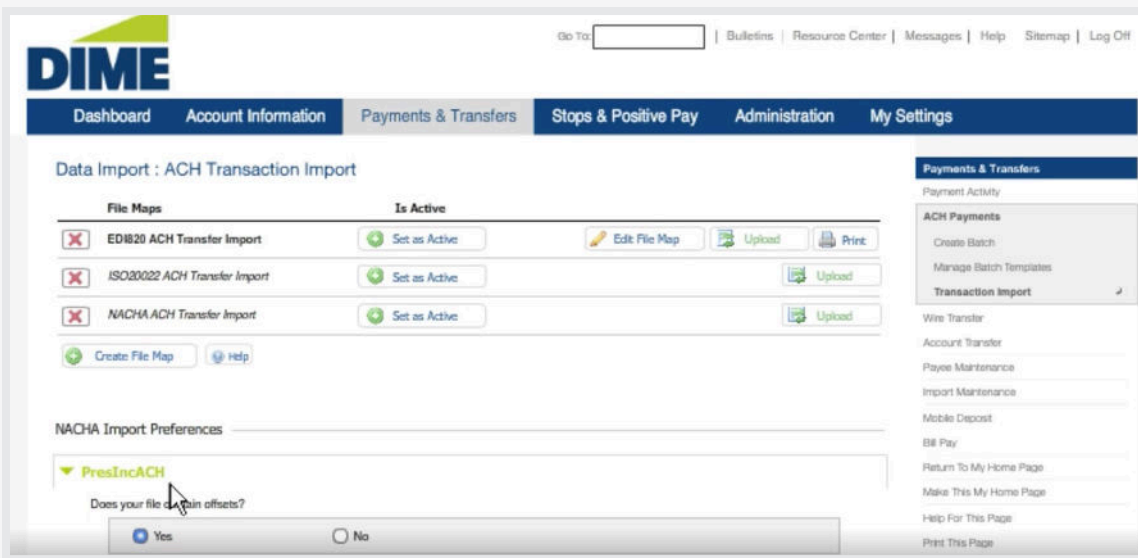 DIME
Go To: | Bulletins | Resource Center | Messages | Help Sitemap | Log Off
Dashboard Account Information Payments & Transfers Stops & Positive Pay Administration My Settings
Data Import : ACH Transaction Import
File Maps Is Active
EDI820 ACH Transfer Import Set as Active Edit File Map Upload Print
ISO20022 ACH Transfer Import Set as Active Upload
NACHA ACH Transfer Import Set as Active Upload
Create File Map Help
NACHA Import Preferences
PresIncACH
Does your file contain offsets?
Yes No
Payments & Transfers
Payment Activity
ACH Payments
Create Batch
Manage Batch Templates
Transaction Import
Wire Transfer
Account Transfer
Payee Maintenance
Import Maintenance
Mobile Deposit
Bill Pay
Return To My Home Page
Make This My Home Page
Help For This Page
Print This Page